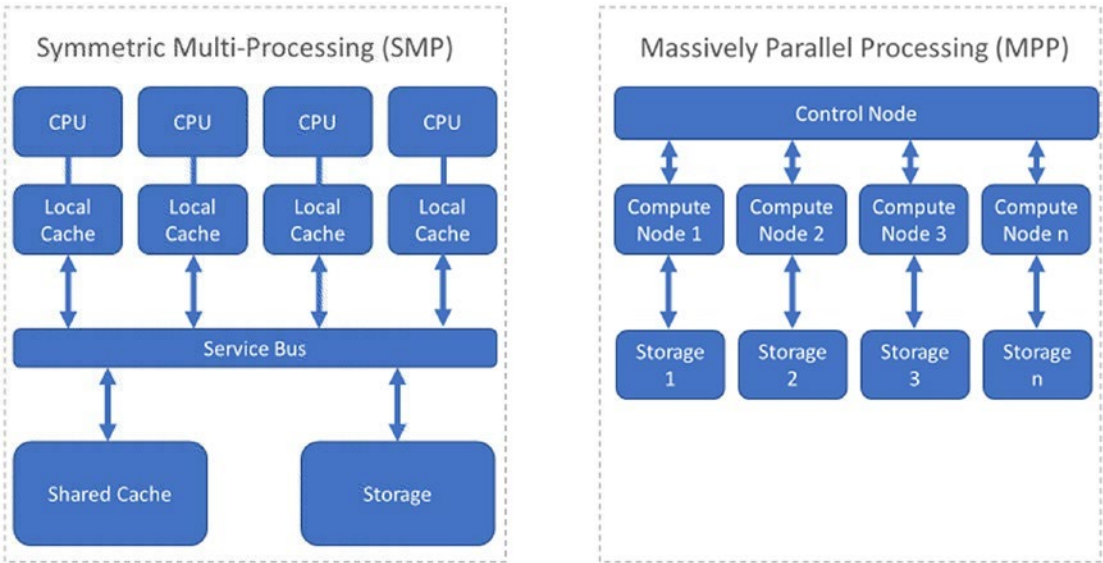 Symmetric Multi-Processing (SMP)
CPU
CPU
CPU
CPU
Local
Cache
Local
Cache
Local
Cache
Local
Cache
Service Bus
Shared Cache
Storage
Massively Parallel Processing (MPP)
Control Node
Compute
Node 1
Compute
Node 2
Compute
Node 3
Compute
Node n
Storage
1
Storage
2
Storage
3
Storage
n